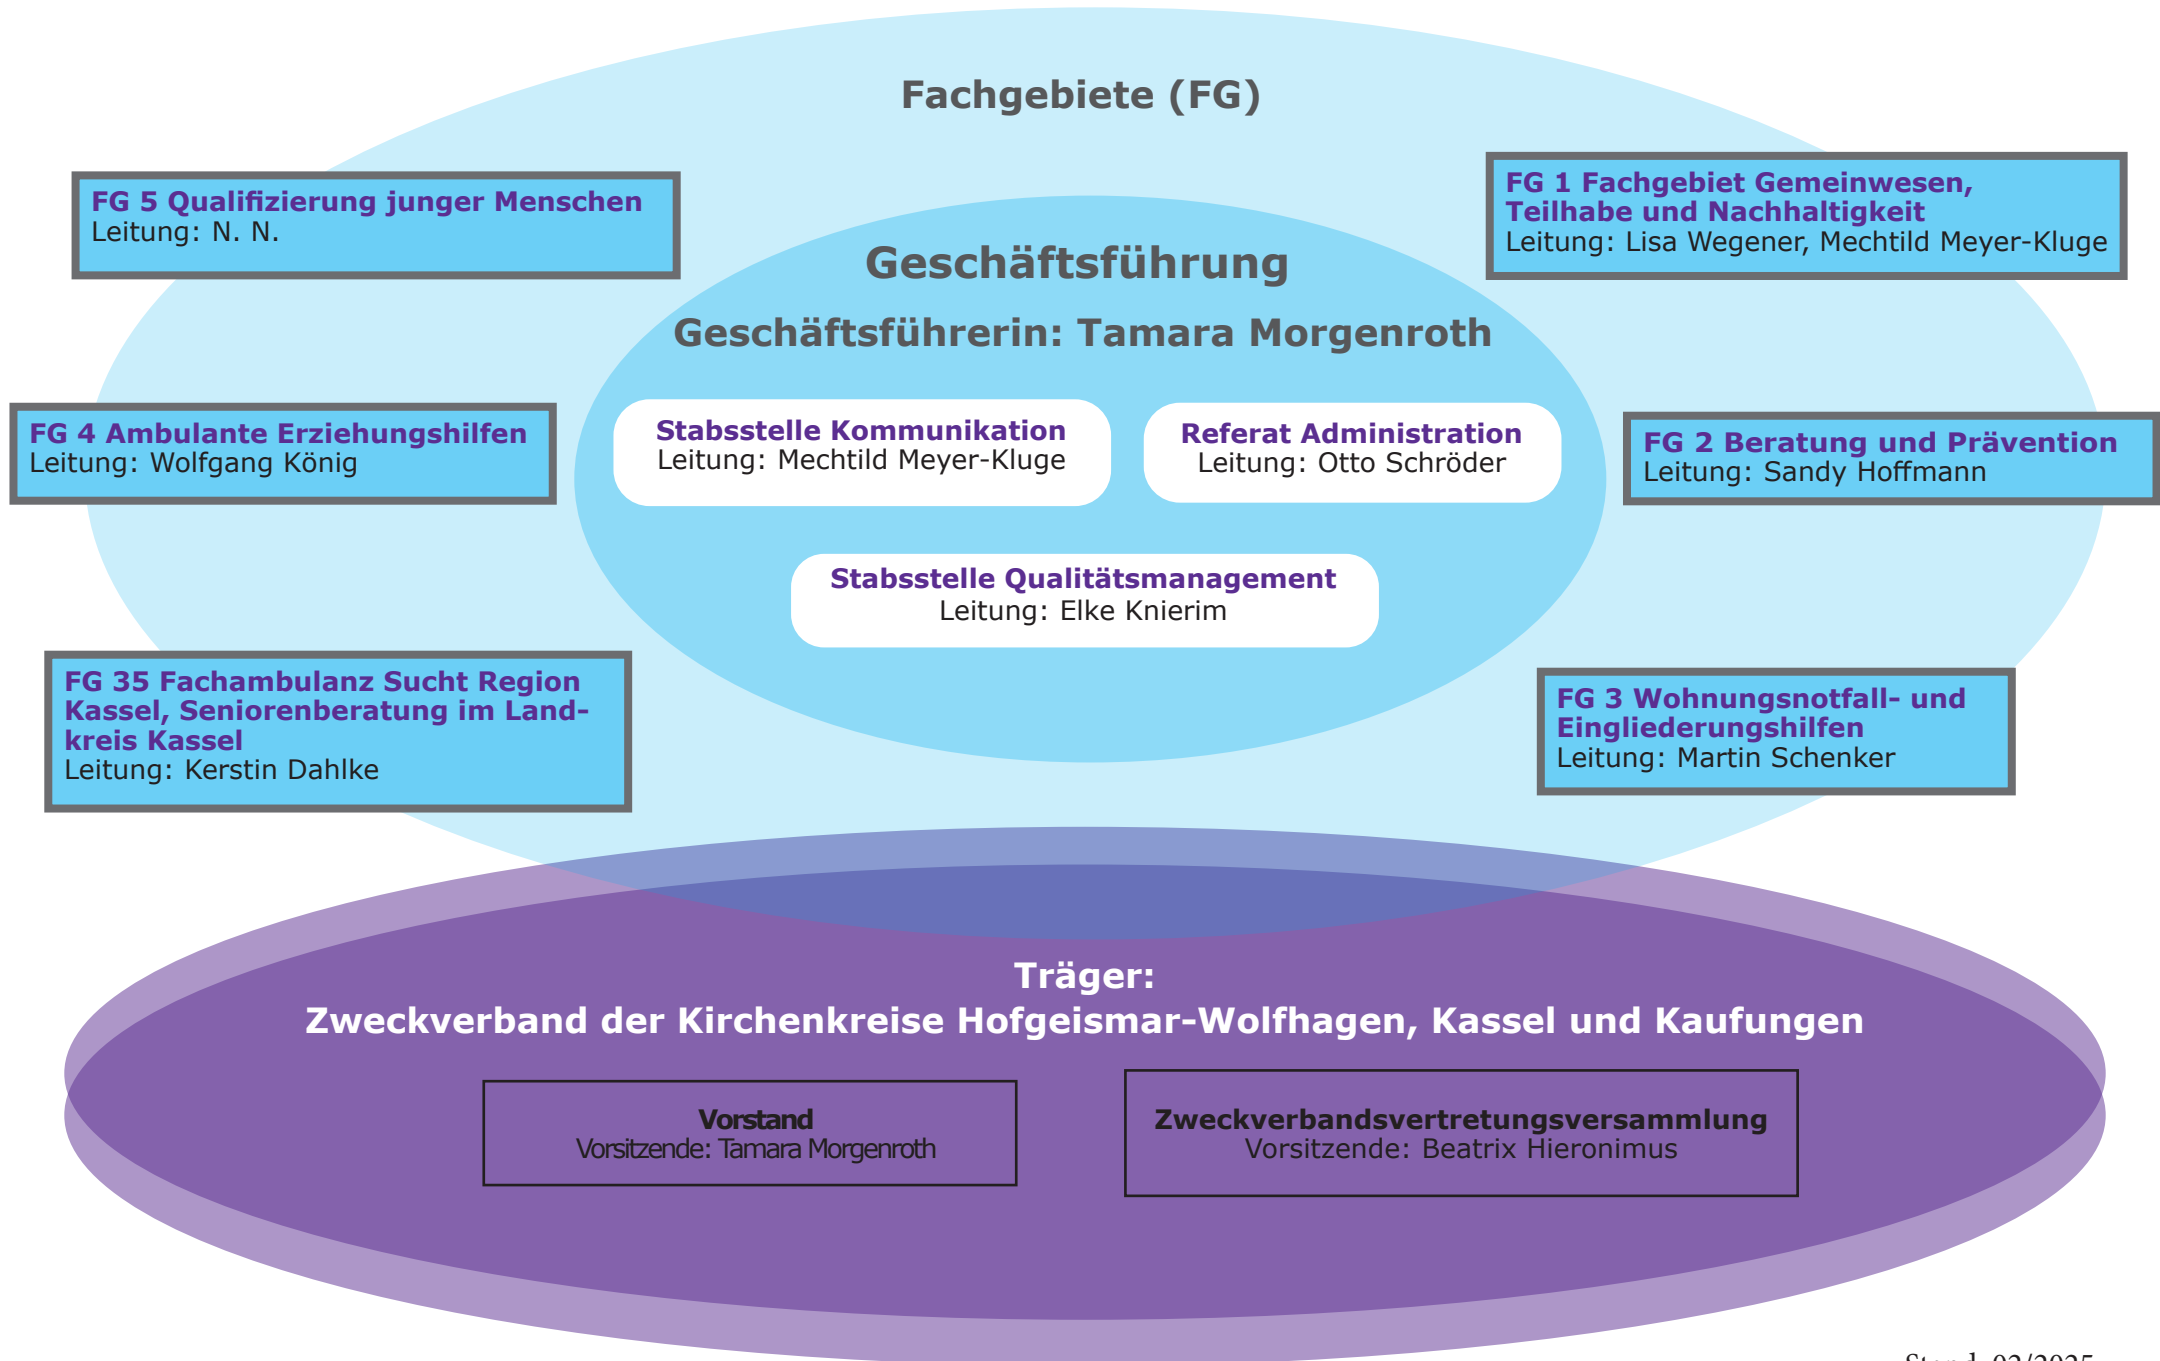 Fachgebiete (FG)
FG 5 Qualifizierung junger Menschen
Leitung: N. N.
FG 1 Fachgebiet Gemeinwesen,
Teilhabe und Nachhaltigkeit
Leitung: Lisa Wegener, Mechtild Meyer-Kluge
Geschäftsführung
Geschäftsführerin: Tamara Morgenroth
FG 4 Ambulante Erziehungshilfen
Leitung: Wolfgang König
Stabsstelle Kommunikation
Leitung: Mechtild Meyer-Kluge
Referat Administration
Leitung: Otto Schröder
FG 2 Beratung und Prävention
Leitung: Sandy Hoffmann
Stabsstelle Qualitätsmanagement
Leitung: Elke Knierim
FG 35 Fachambulanz Sucht Region
Kassel, Seniorenberatung im Land-
kreis Kassel
Leitung: Kerstin Dahlke
FG 3 Wohnungsnotfall- und
Eingliederungshilfen
Leitung: Martin Schenker
Träger:
Zweckverband der Kirchenkreise Hofgeismar-Wolfhagen, Kassel und Kaufungen
Vorstand
Vorsitzende: Tamara Morgenroth
Zweckverbandsvertretungsversammlung
Vorsitzende: Beatrix Hieronimus
Stand 02/2025